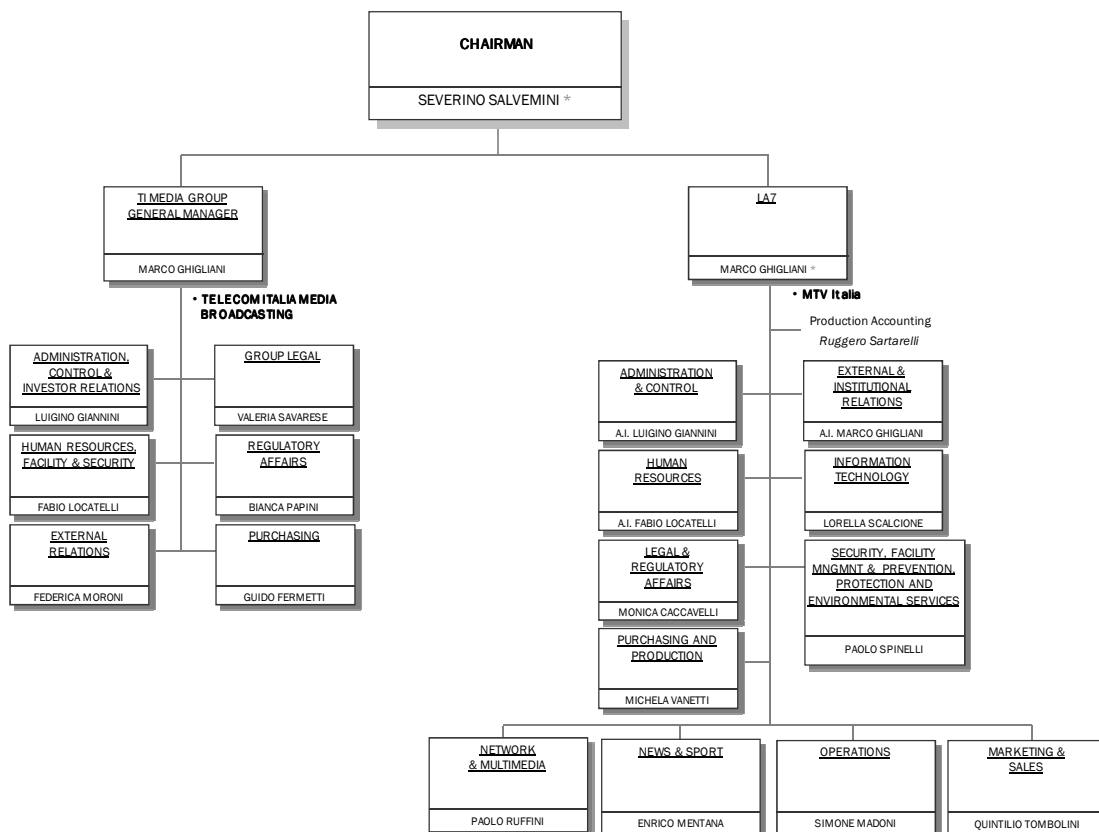 CHAIRMAN
SEVERINO SALVEMINI *
TI MEDIA GROUP
GENERAL MANAGER
MARCO GHIGLIANI
• TELECOM ITALIA MEDIA
BROADCASTING
ADMINISTRATION,
CONTROL &
INVESTOR RELATIONS
LUIGINO GIANNINI
GROUP LEGAL
VALERIA SAVARESE
HUMAN RESOURCES,
FACILITY & SECURITY
FABIO LOCATELLI
REGULATORY
AFFAIRS
BIANCA PAPINI
EXTERNAL
RELATIONS
FEDERICA MORONI
PURCHASING
GUIDO FERMETTI
LA7
MARCO GHIGLIANI *
• MTV Italia
Production Accounting
Ruggero Sartarelli
ADMINISTRATION
& CONTROL
A.I. LUIGINO GIANNINI
EXTERNAL &
INSTITUTIONAL
RELATIONS
A.I. MARCO GHIGLIANI
HUMAN
RESOURCES
A.I. FABIO LOCATELLI
INFORMATION
TECHNOLOGY
LORELLA SCALCIONE
LEGAL &
REGULATORY
AFFAIRS
MONICA CACCAVELLI
SECURITY, FACILITY
MNGMNT & PREVENTION,
PROTECTION AND
ENVIRONMENTAL SERVICES
PAOLO SPINELLI
PURCHASING AND
PRODUCTION
MICHELA VANETTI
NETWORK
& MULTIMEDIA
PAOLO RUFFINI
NEWS & SPORT
ENRICO MENTANA
OPERATIONS
SIMONE MADONI
MARKETING &
SALES
QUINTILIO TOMBOLINI